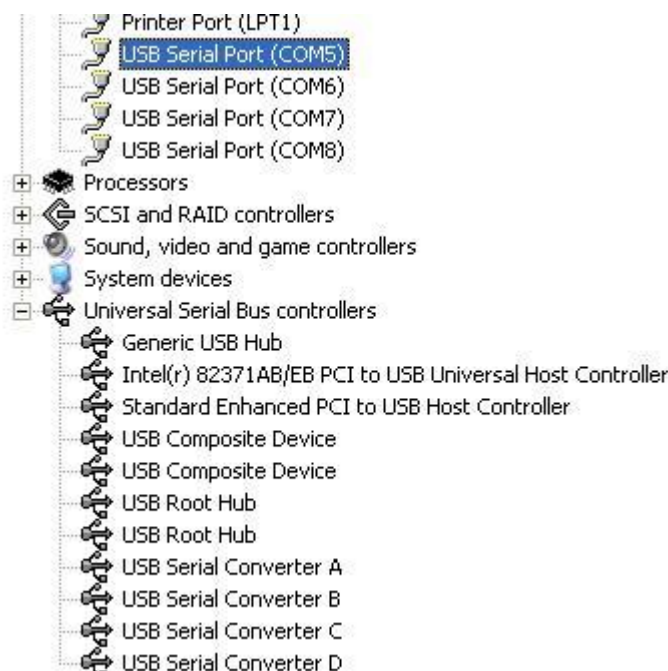 Printer Port (LPT1)
USB Serial Port (COM5)
USB Serial Port (COM6)
USB Serial Port (COM7)
USB Serial Port (COM8)
Processors
SCSI and RAID controllers
Sound, video and game controllers
System devices
Universal Serial Bus controllers
Generic USB Hub
Intel(r) 82371AB/EB PCI to USB Universal Host Controller
Standard Enhanced PCI to USB Host Controller
USB Composite Device
USB Composite Device
USB Root Hub
USB Root Hub
USB Serial Converter A
USB Serial Converter B
USB Serial Converter C
USB Serial Converter D